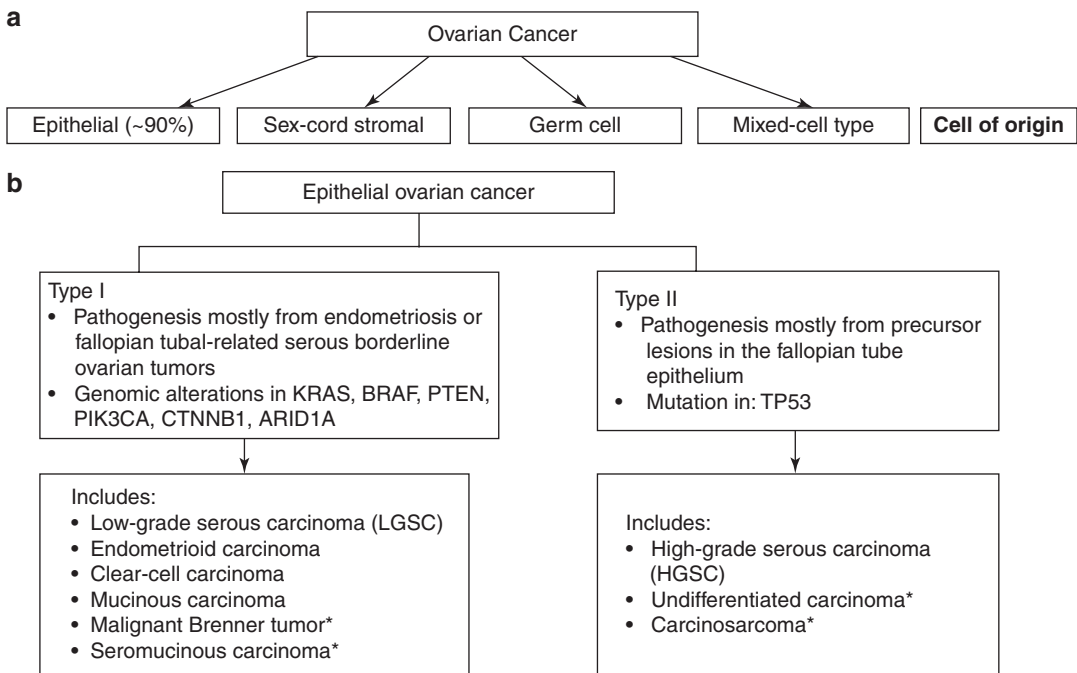 a
Ovarian Cancer
Epithelial (~90%)
Sex-cord stromal
Germ cell
Mixed-cell type
Cell of origin
b
Epithelial ovarian cancer
Type I
• Pathogenesis mostly from endometriosis or
fallopian tubal-related serous borderline
ovarian tumors
• Genomic alterations in KRAS, BRAF, PTEN,
PIK3CA, CTNNB1, ARID1A
Type II
• Pathogenesis mostly from precursor
lesions in the fallopian tube
epithelium
• Mutation in: TP53
Includes:
• Low-grade serous carcinoma (LGSC)
• Endometrioid carcinoma
• Clear-cell carcinoma
• Mucinous carcinoma
• Malignant Brenner tumor*
• Seromucinous carcinoma*
Includes:
• High-grade serous carcinoma
(HGSC)
• Undifferentiated carcinoma*
• Carcinosarcoma*